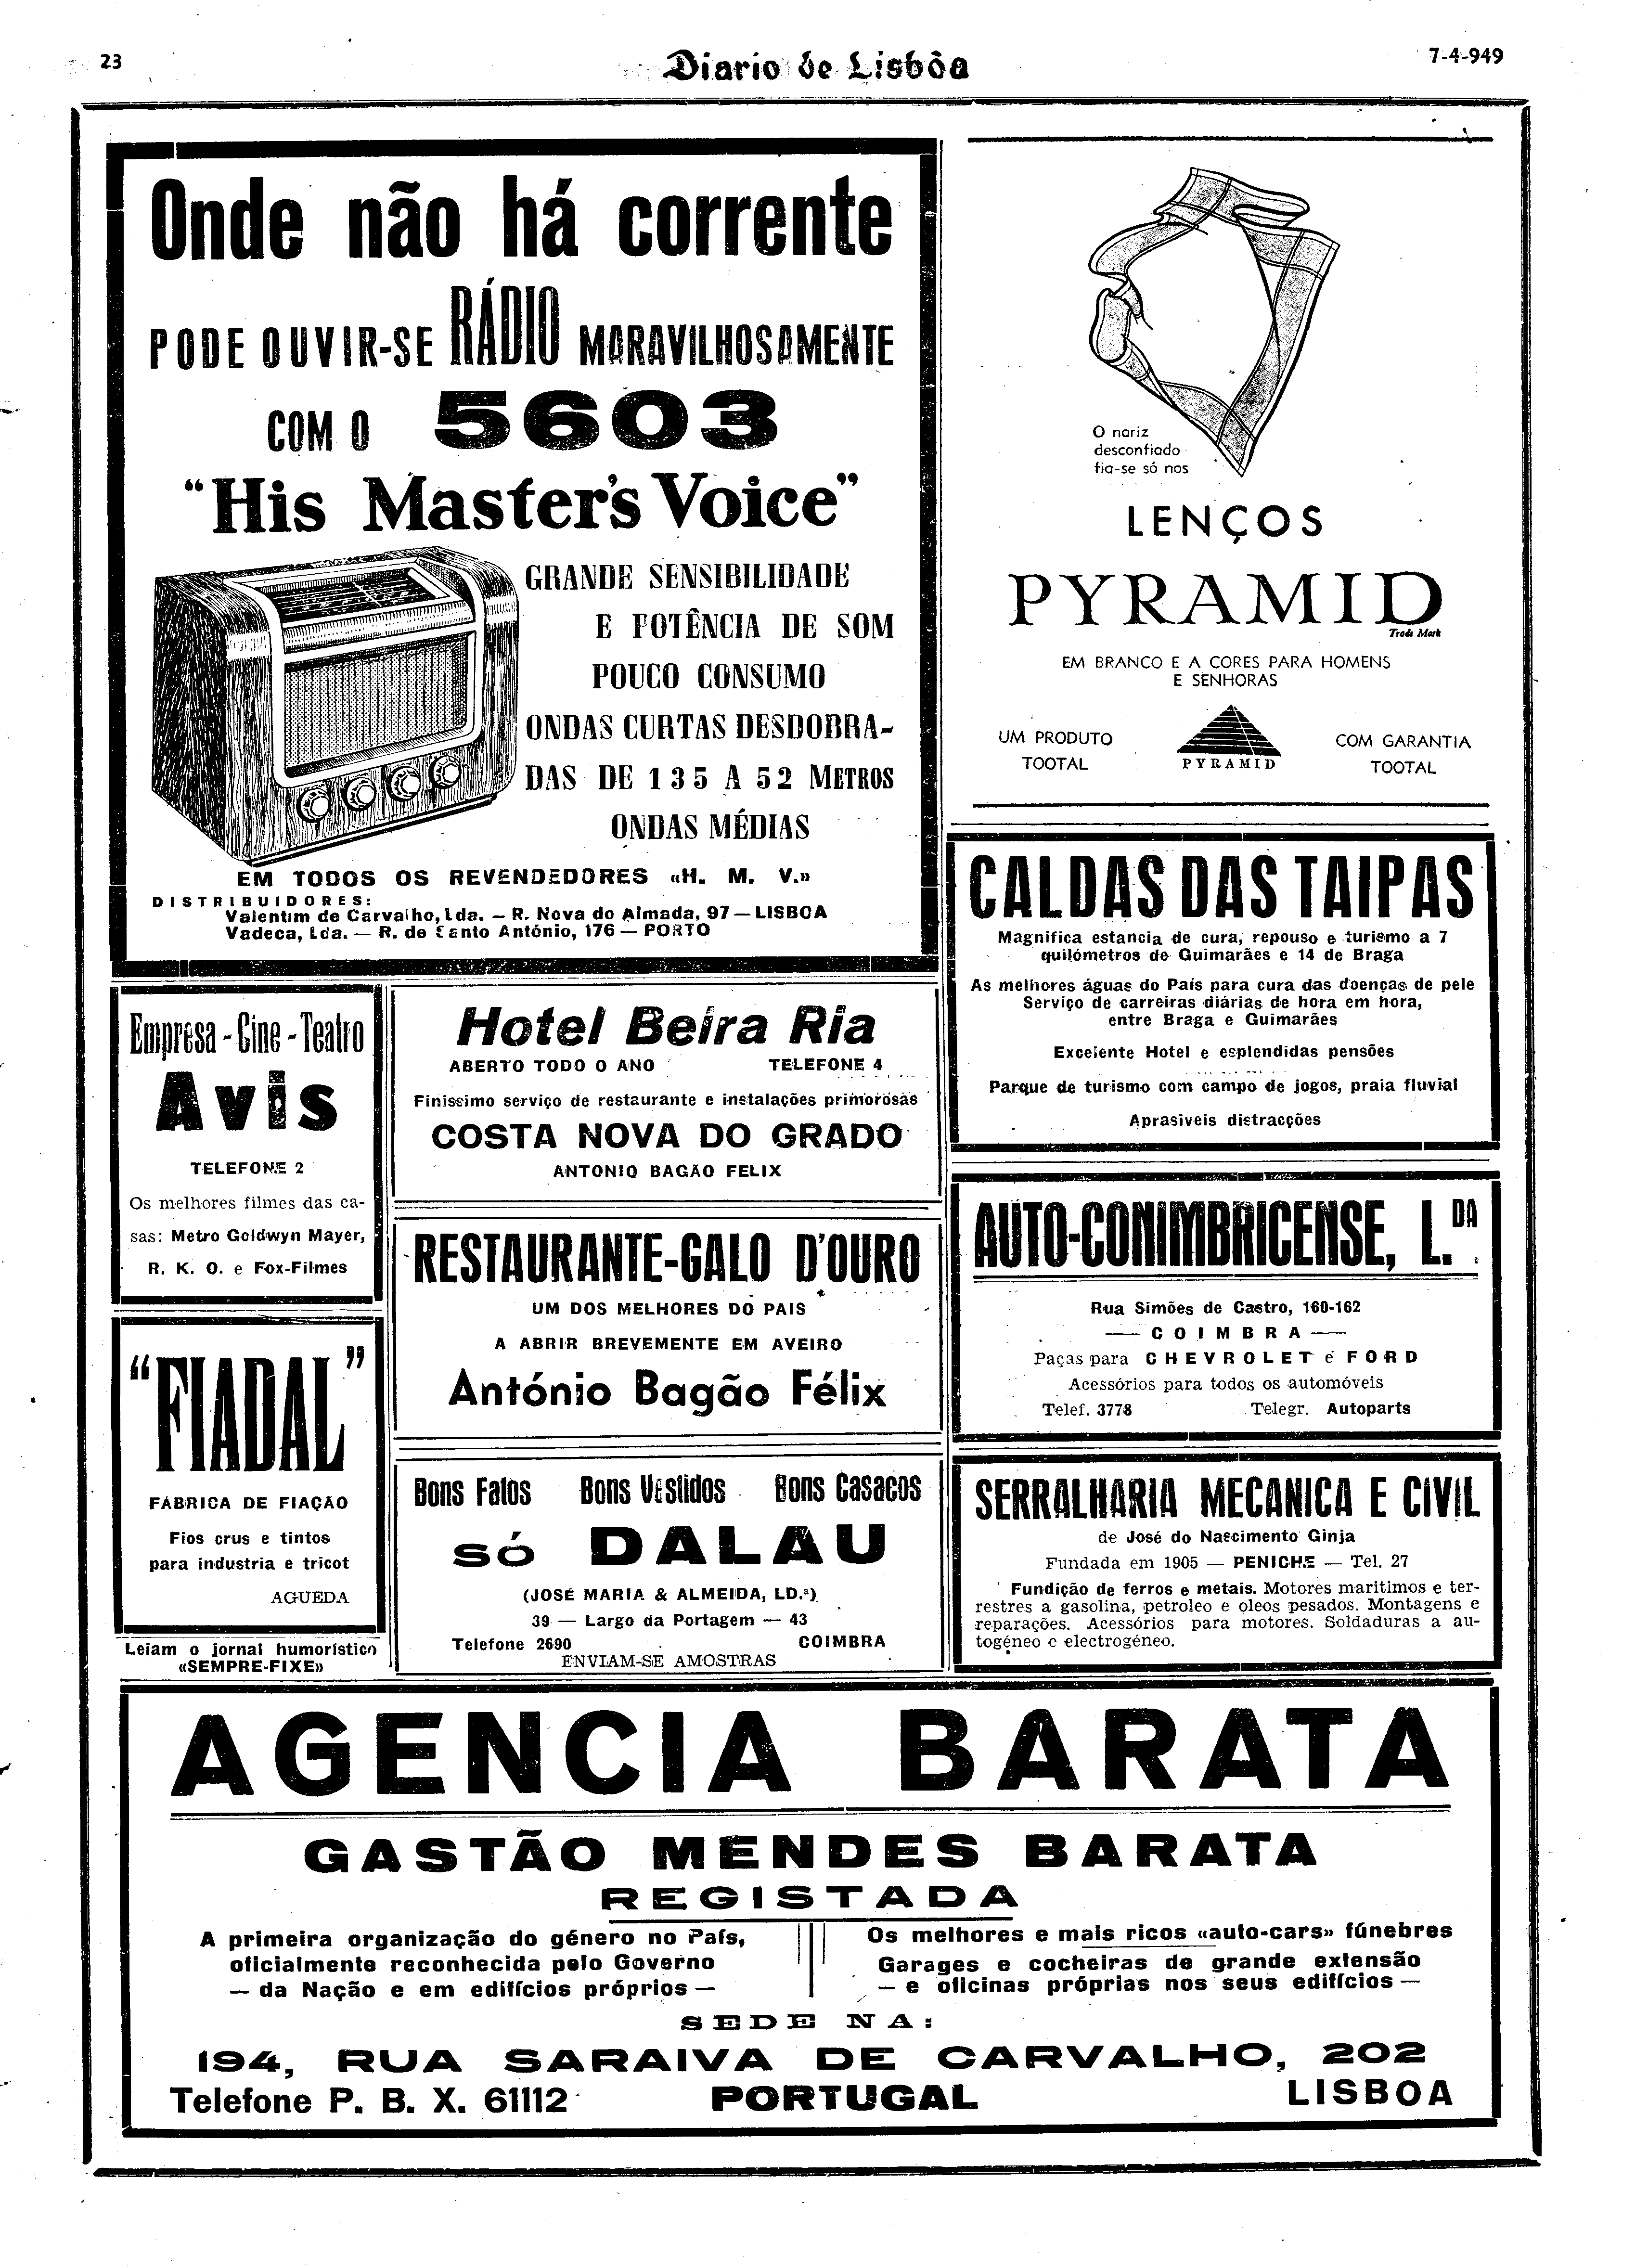 23
Diario de Lisbôa
7-4-949
Onde não há corrente
PODE OUVIR-SE RÁDIO MARAVILHOSAMENTE
COM O 5603
"His Master's Voice"
GRANDE SENSIBILIDADE
E POTÊNCIA DE SOM
POUCO CONSUMO
ONDAS CURTAS DESDOBRA-
DAS DE 135 A 52 METROS
ONDAS MÉDIAS
EM TODOS OS REVENDEDORES «H. M. V.»
DISTRIBUIDORES:
Valentim de Carvalho, Lda. — R. Nova do Almada, 97 — LISBOA
Vadeca, Lda. — R. de Santo António, 176 — PORTO
O nariz
desconfiado
fia-se só nos
LENÇOS
PYRAMID
Trade Mark
EM BRANCO E A CORES PARA HOMENS
E SENHORAS
UM PRODUTO
TOOTAL
PYRAMID
COM GARANTIA
TOOTAL
CALDAS DAS TAIPAS
Magnifica estancia de cura, repouso e turismo a 7
quilómetros de Guimarães e 14 de Braga
As melhores águas do País para cura das doenças de pele
Serviço de carreiras diárias de hora em hora,
entre Braga e Guimarães
Excelente Hotel e esplendidas pensões
Parque de turismo com campo de jogos, praia fluvial
Aprasiveis distracções
Empresa - Cine - Teatro
Avis
TELEFONE 2
Os melhores filmes das ca-
sas: Metro Goldwyn Mayer,
R. K. O. e Fox-Filmes
Hotel Beira Ria
ABERTO TODO O ANO TELEFONE 4
Finissimo serviço de restaurante e instalações primorosas
COSTA NOVA DO GRADO
ANTONIO BAGÃO FELIX
RESTAURANTE-GALO D'OURO
UM DOS MELHORES DO PAIS
A ABRIR BREVEMENTE EM AVEIRO
António Bagão Félix
AUTO-CONIMBRICENSE, L.DA
Rua Simões de Castro, 160-162
— COIMBRA —
Paças para CHEVROLET e FORD
Acessórios para todos os automóveis
Telef. 3778 Telegr. Autoparts
"FIADAL"
FÁBRICA DE FIAÇÃO
Fios crus e tintos
para industria e tricot
AGUEDA
Leiam o jornal humorístico
«SEMPRE-FIXE»
Bons Fatos Bons Vestidos Bons Casacos
só DALAU
(JOSÉ MARIA & ALMEIDA, LD.ª)
39 — Largo da Portagem — 43
Telefone 2690 COIMBRA
ENVIAM-SE AMOSTRAS
SERRALHARIA MECANICA E CIVIL
de José do Nascimento Ginja
Fundada em 1905 — PENICHE — Tel. 27
Fundição de ferros e metais. Motores maritimos e ter-
restres a gasolina, petroleo e oleos pesados. Montagens e
reparações. Acessórios para motores. Soldaduras a au-
togéneo e electrogéneo.
AGENCIA BARATA
GASTÃO MENDES BARATA
REGISTADA
A primeira organização do género no País,
oficialmente reconhecida pelo Governo
— da Nação e em edifícios próprios —
Os melhores e mais ricos «auto-cars» fúnebres
Garages e cocheiras de grande extensão
— e oficinas próprias nos seus edifícios —
SEDE NA:
194, RUA SARAIVA DE CARVALHO, 202
Telefone P. B. X. 61112 PORTUGAL LISBOA